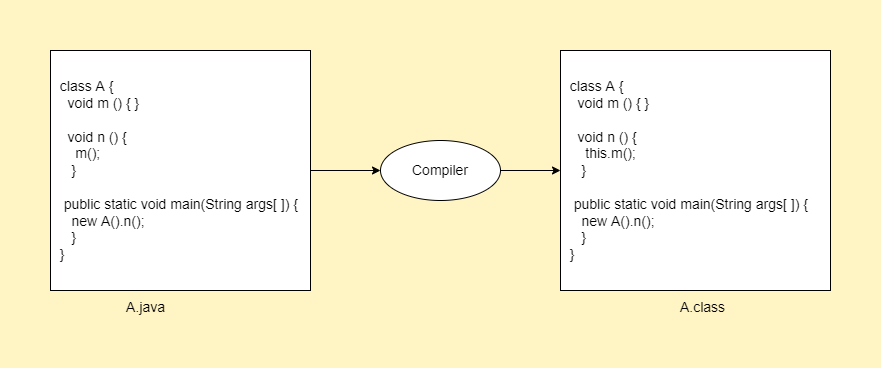 class A {
void m () { }
void n () {
m();
}
public static void main(String args[ ]) {
new A().n();
}
}
A.java
Compiler
class A {
void m () { }
void n () {
this.m();
}
public static void main(String args[ ]) {
new A().n();
}
}
A.class